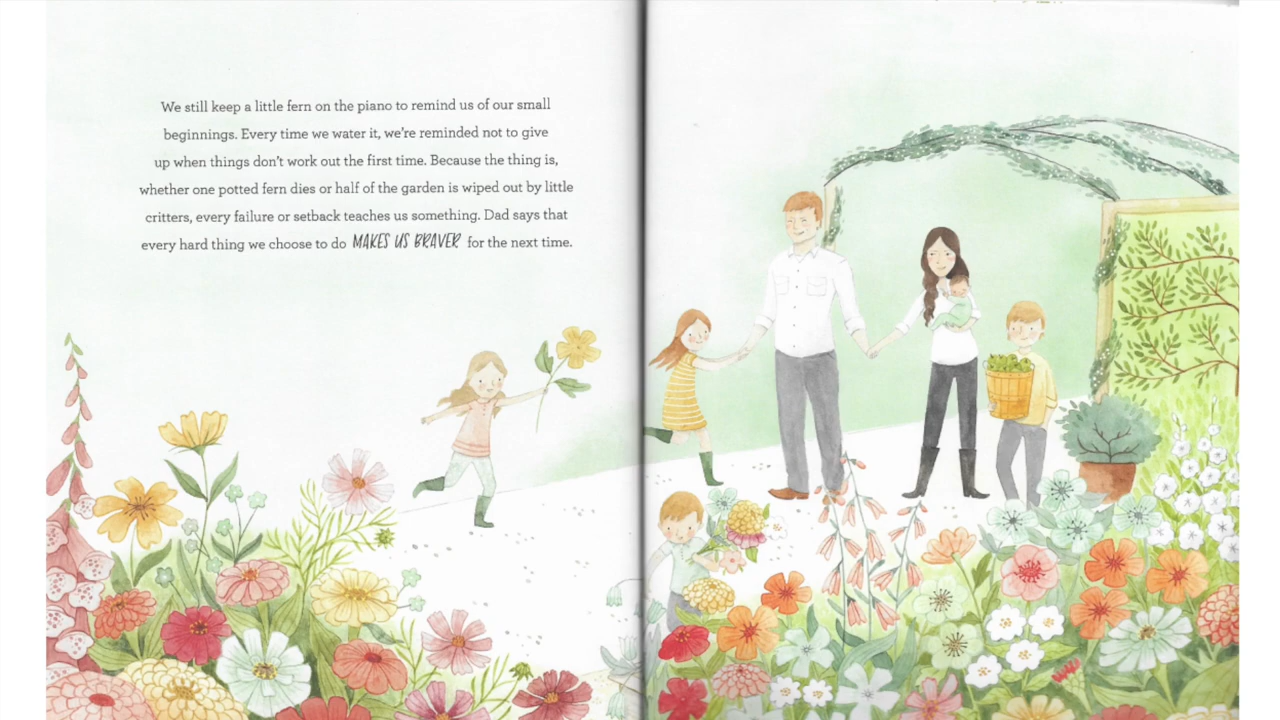 We still keep a little fern on the piano to remind us of our small
beginnings. Every time we water it, we're reminded not to give
up when things don't work out the first time. Because the thing is,
whether one potted fern dies or half of the garden is wiped out by little
critters, every failure or setback teaches us something. Dad says that
every hard thing we choose to do MAKES US BRAVER for the next time.